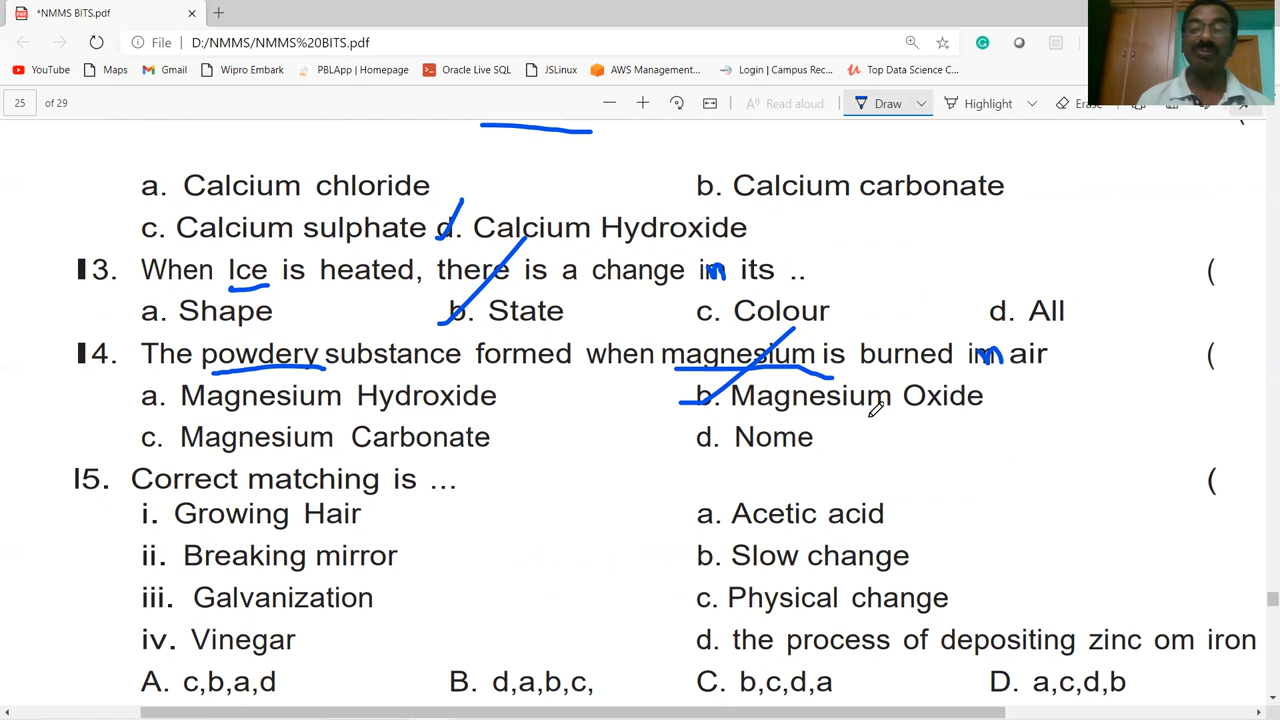 *NMMS BITS.pdf
File D:/NMMS/NMMS%20BITS.pdf
YouTube Maps Gmail Wipro Embark PBLApp | Homepage Oracle Live SQL JSLinux AWS Management... Login | Campus Rec... Top Data Science C...
25 of 29 Read aloud Draw Highlight Erase
a. Calcium chloride b. Calcium carbonate
c. Calcium sulphate d. Calcium Hydroxide
13. When Ice is heated, there is a change in its ..
a. Shape b. State c. Colour d. All
14. The powdery substance formed when magnesium is burned in air
a. Magnesium Hydroxide b. Magnesium Oxide
c. Magnesium Carbonate d. Nome
I5. Correct matching is ...
i. Growing Hair a. Acetic acid
ii. Breaking mirror b. Slow change
iii. Galvanization c. Physical change
iv. Vinegar d. the process of depositing zinc om iron
A. c,b,a,d B. d,a,b,c, C. b,c,d,a D. a,c,d,b